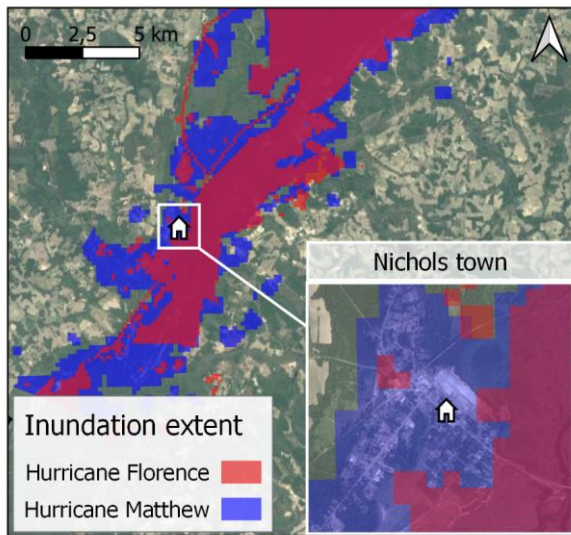 0 2,5 5 km
Nichols town
Inundation extent
Hurricane Florence
Hurricane Matthew